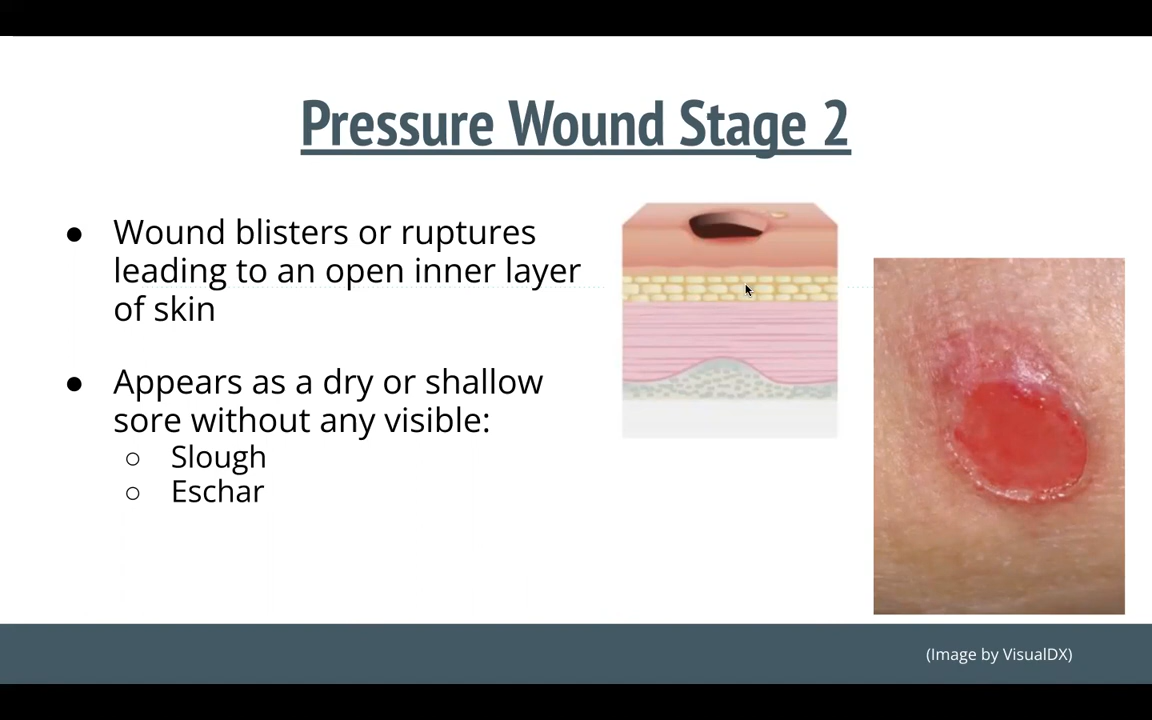 Pressure Wound Stage 2
● Wound blisters or ruptures
leading to an open inner layer
of skin
● Appears as a dry or shallow
sore without any visible:
○ Slough
○ Eschar
(Image by VisualDX)